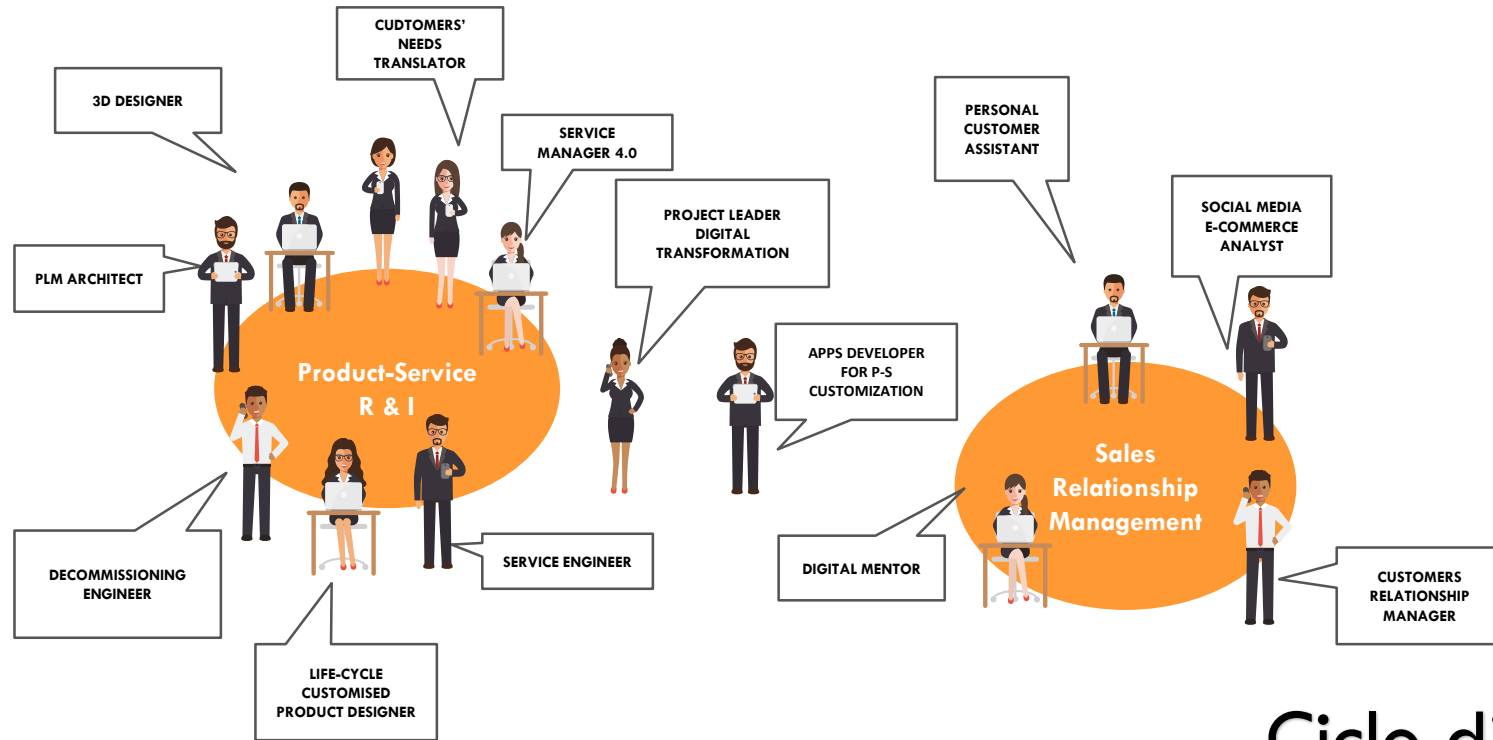 CUDTOMERS'
NEEDS
TRANSLATOR
3D DESIGNER
SERVICE
MANAGER 4.0
PROJECT LEADER
DIGITAL
TRANSFORMATION
PLM ARCHITECT
Product-Service
R & I
APPS DEVELOPER
FOR P-S
CUSTOMIZATION
DECOMMISSIONING
ENGINEER
SERVICE ENGINEER
LIFE-CYCLE
CUSTOMISED
PRODUCT DESIGNER
PERSONAL
CUSTOMER
ASSISTANT
SOCIAL MEDIA
E-COMMERCE
ANALYST
Sales
Relationship
Management
DIGITAL MENTOR
CUSTOMERS
RELATIONSHIP
MANAGER
Ciclo di